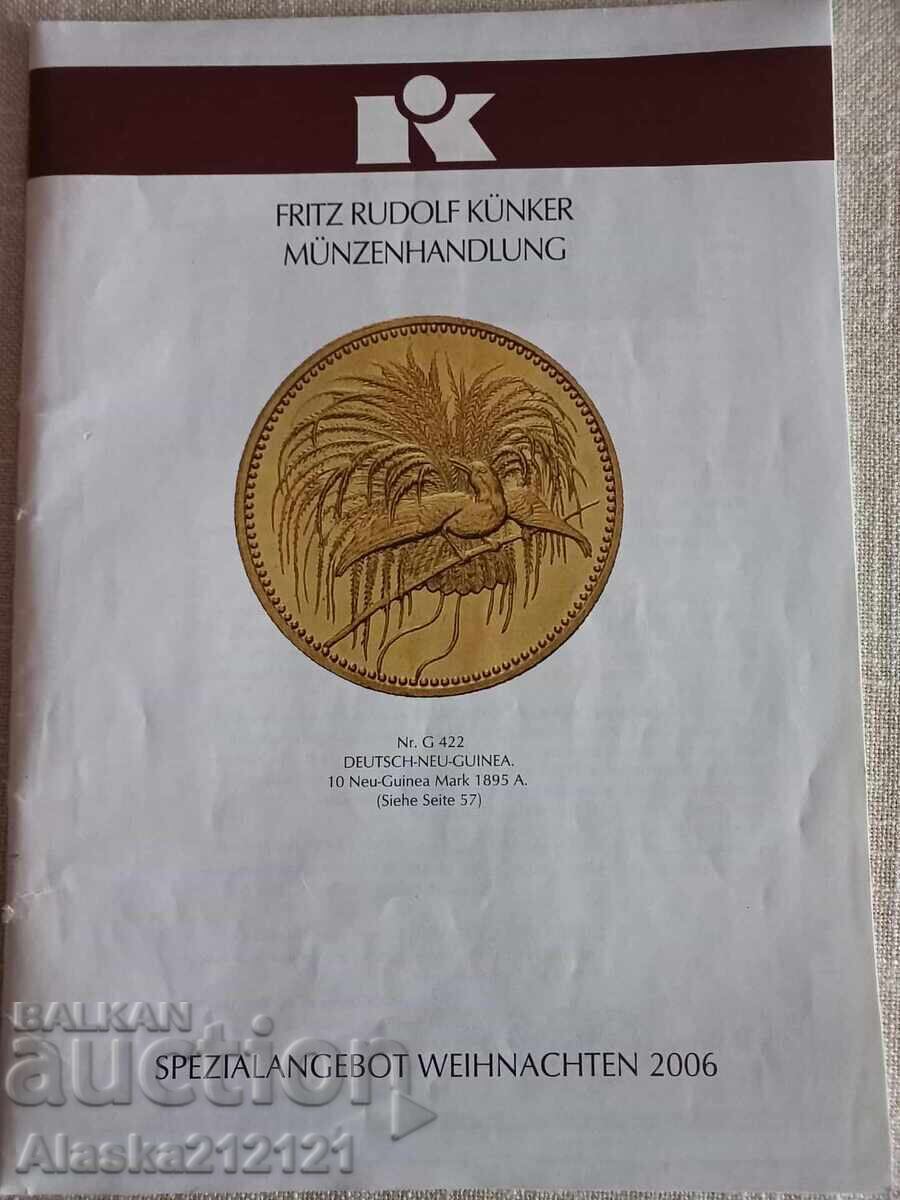 FRITZ RUDOLF KÜNKER
MÜNZENHANDLUNG
Nr. G 422
DEUTSCH-NEU-GUINEA.
10 Neu-Guinea Mark 1895 A.
(Siehe Seite 57)
SPEZIALANGEBOT WEIHNACHTEN 2006
BALKAN
auction
Alaska212121